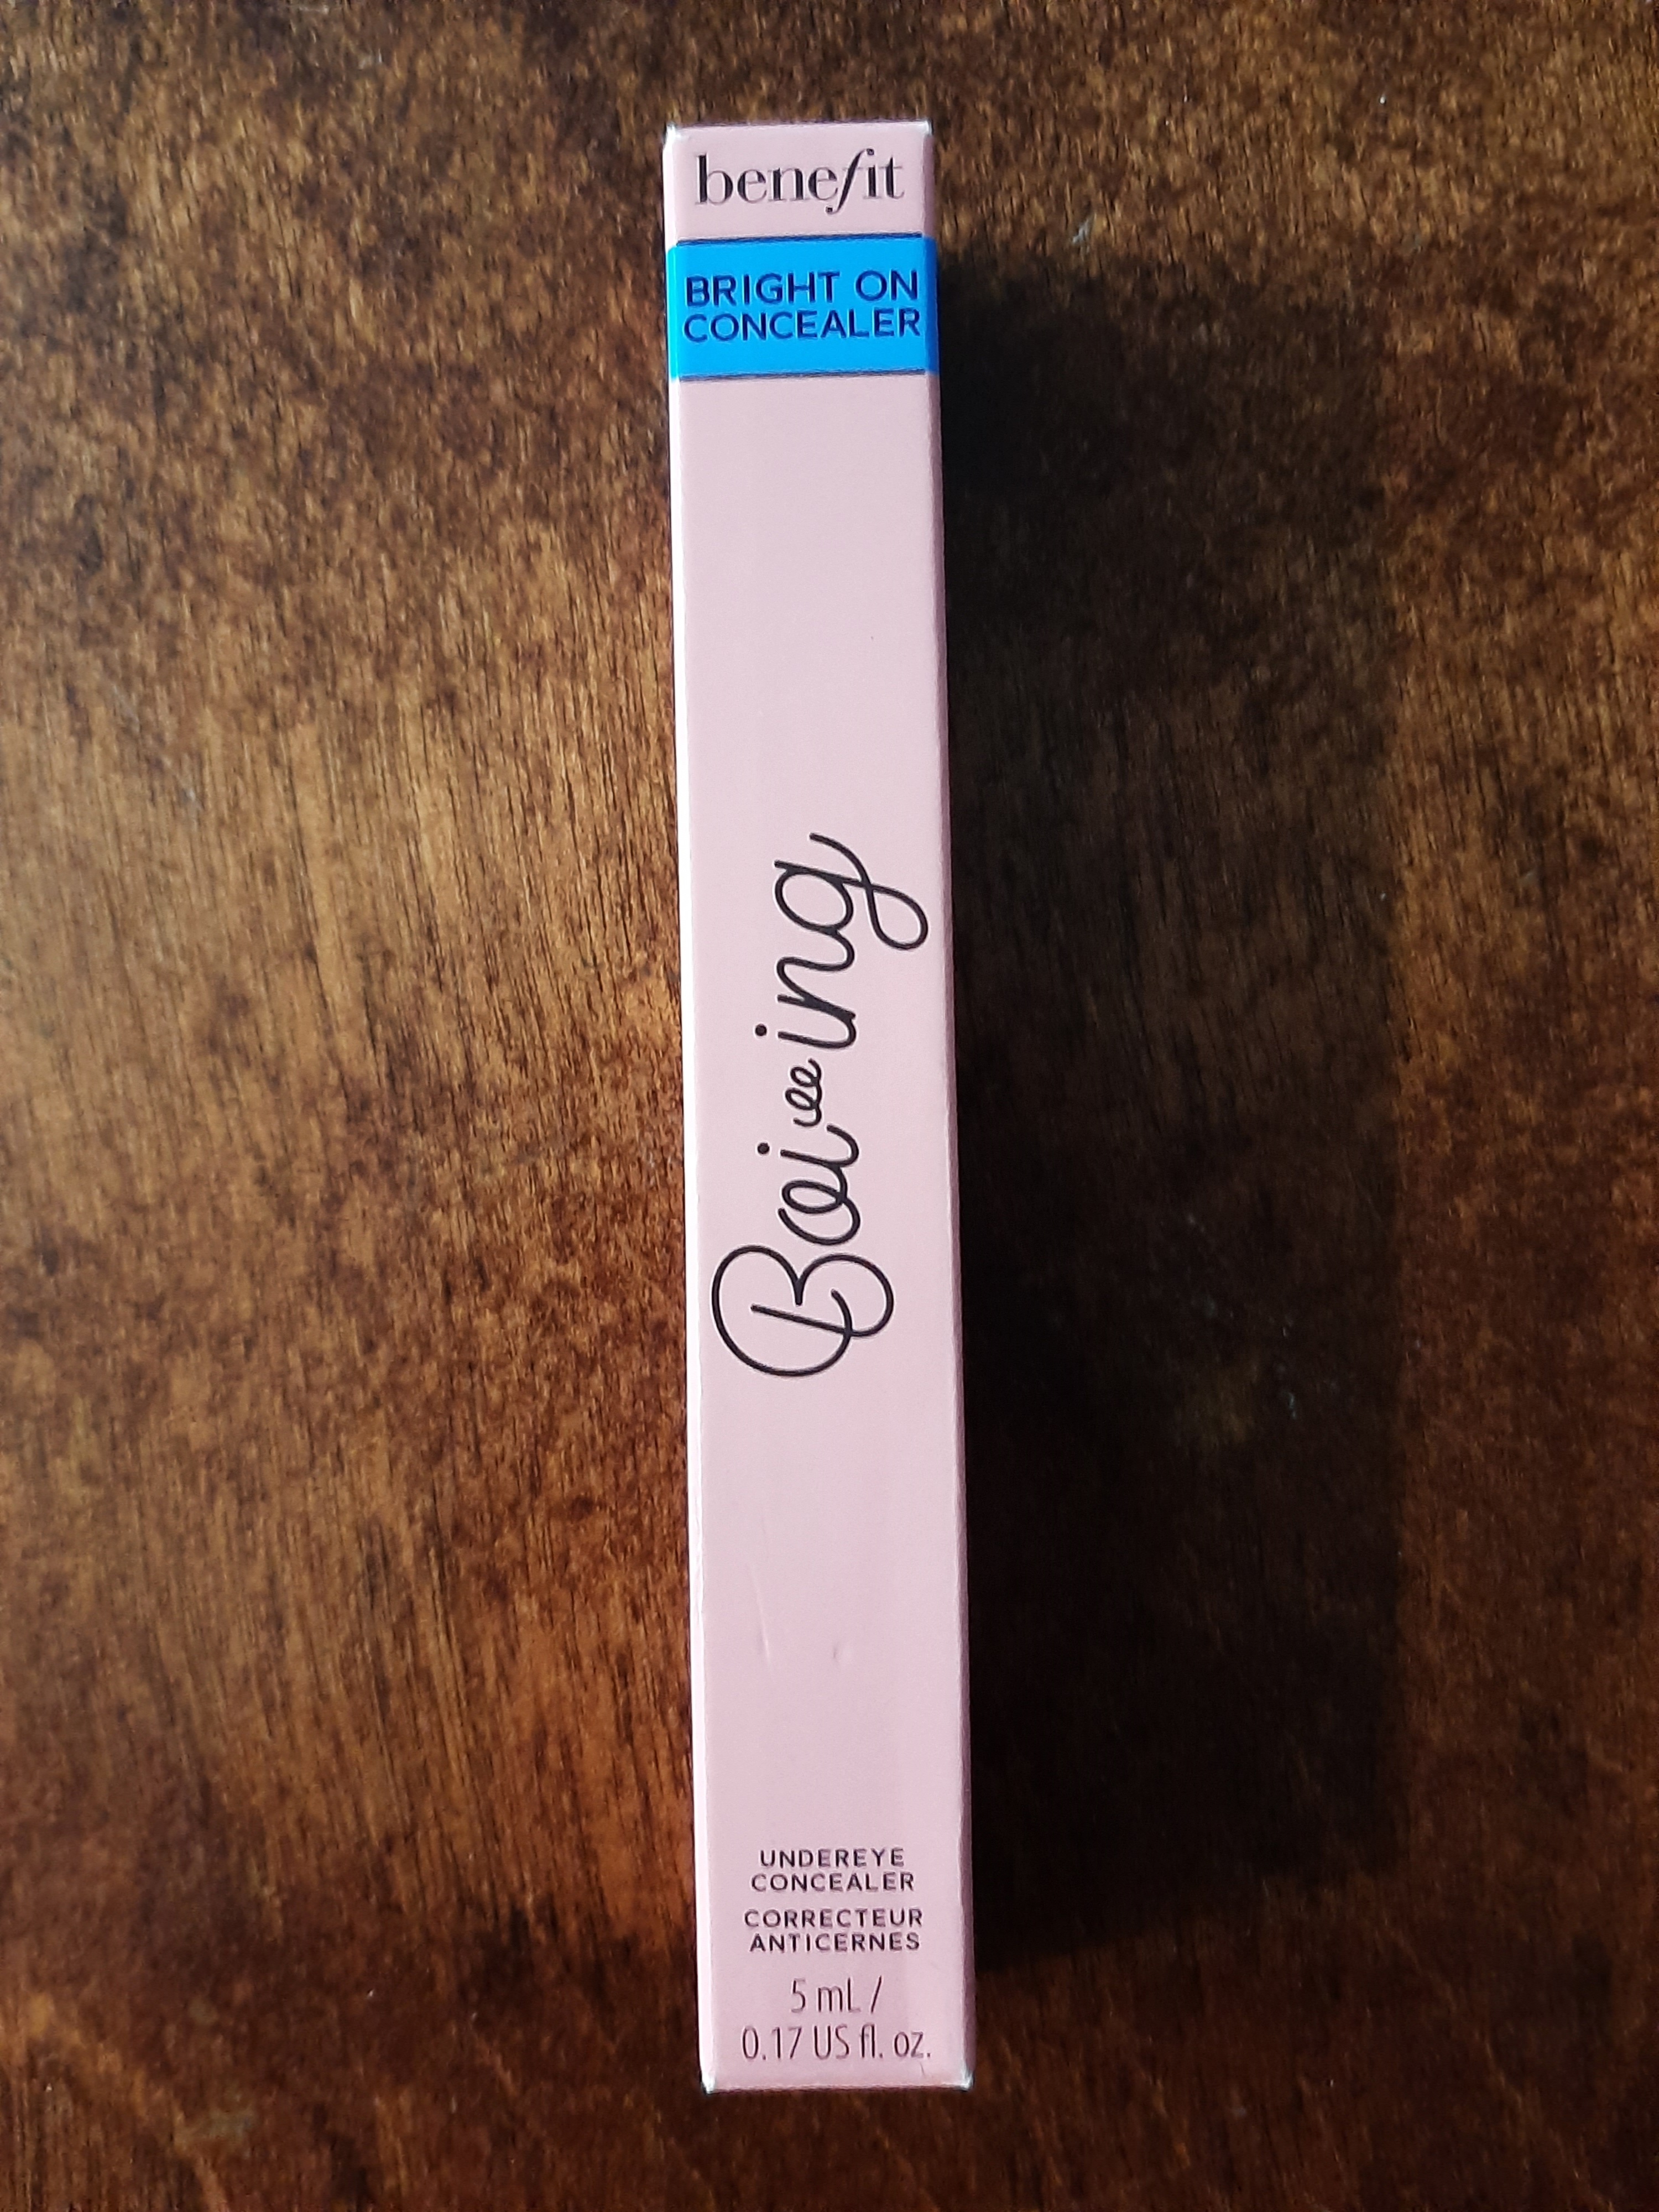 benefit
BRIGHT ON
CONCEALER
Boi-ing
UNDEREYE
CONCEALER
CORRECTEUR
ANTICERNES
5 mL /
0.17 US fl. oz.